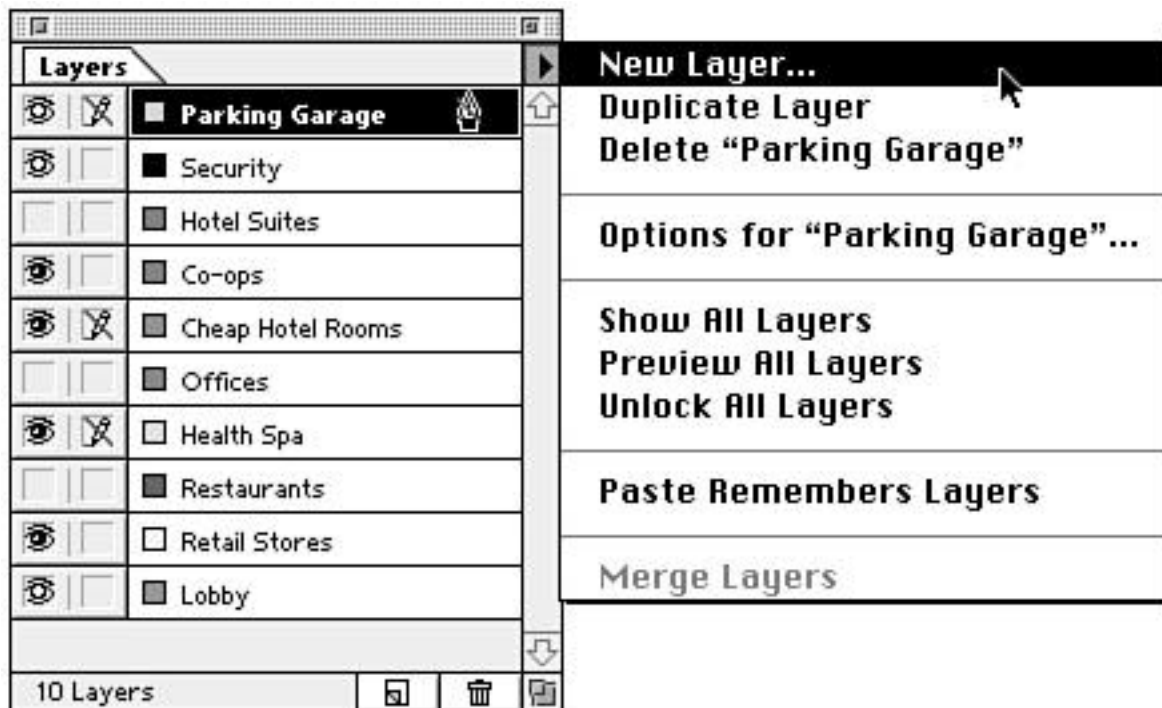 Layers
Parking Garage
Security
Hotel Suites
Co-ops
Cheap Hotel Rooms
Offices
Health Spa
Restaurants
Retail Stores
Lobby
10 Layers
New Layer...
Duplicate Layer
Delete “Parking Garage”
Options for “Parking Garage”...
Show All Layers
Preview All Layers
Unlock All Layers
Paste Remembers Layers
Merge Layers